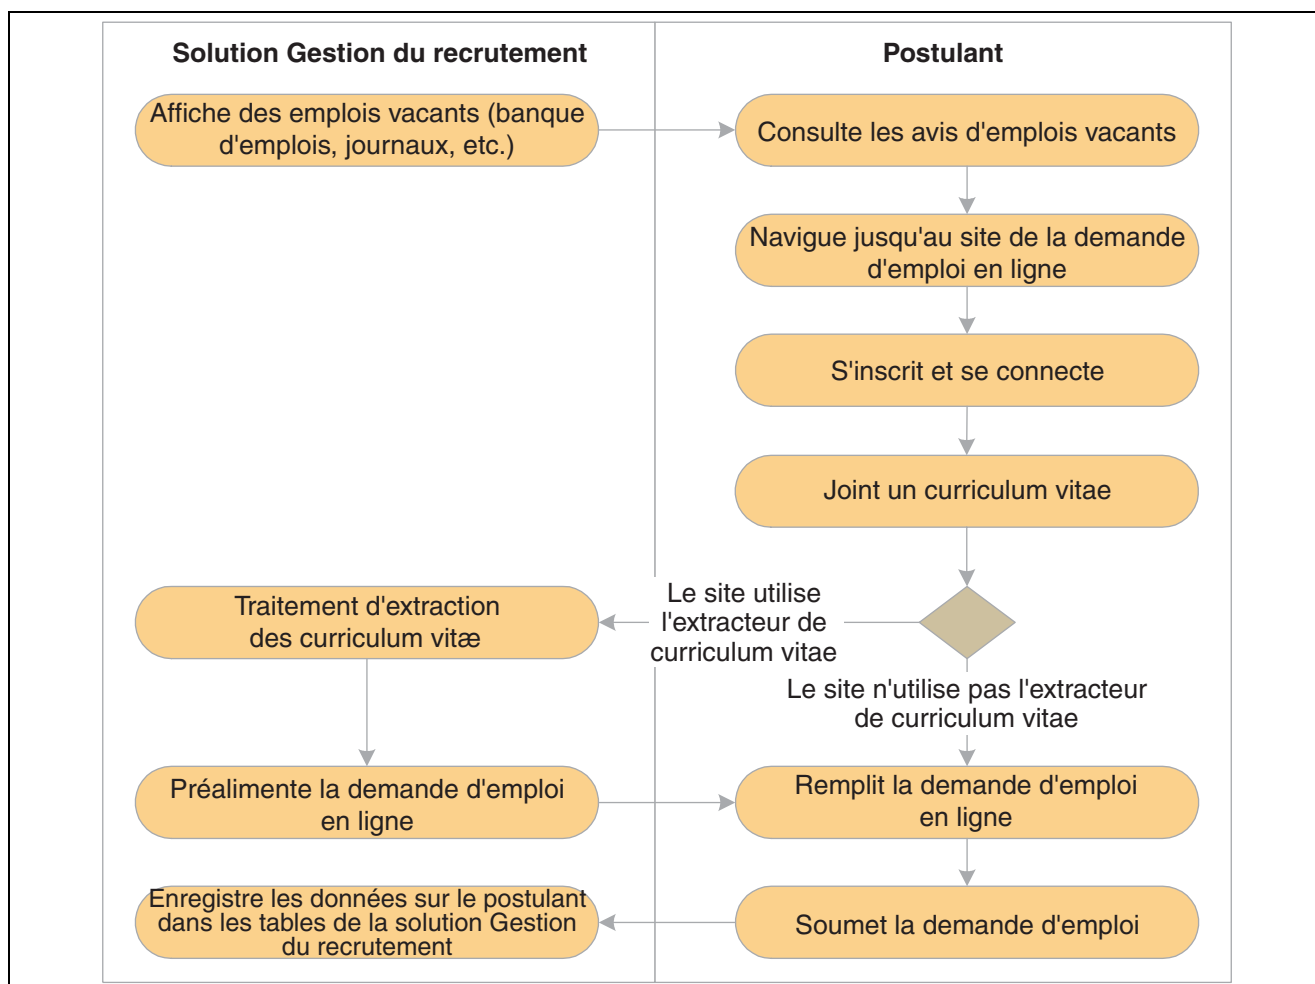 Solution Gestion du recrutement
Postulant
Affiche des emplois vacants (banque
d'emplois, journaux, etc.)
Consulte les avis d'emplois vacants
Navigue jusqu'au site de la demande
d'emploi en ligne
S'inscrit et se connecte
Joint un curriculum vitae
Le site utilise
l'extracteur de
curriculum vitae
Traitement d'extraction
des curriculum vitæ
Le site n'utilise pas l'extracteur
de curriculum vitae
Préalimente la demande d'emploi
en ligne
Remplit la demande d'emploi
en ligne
Soumet la demande d'emploi
Enregistre les données sur le postulant
dans les tables de la solution Gestion
du recrutement